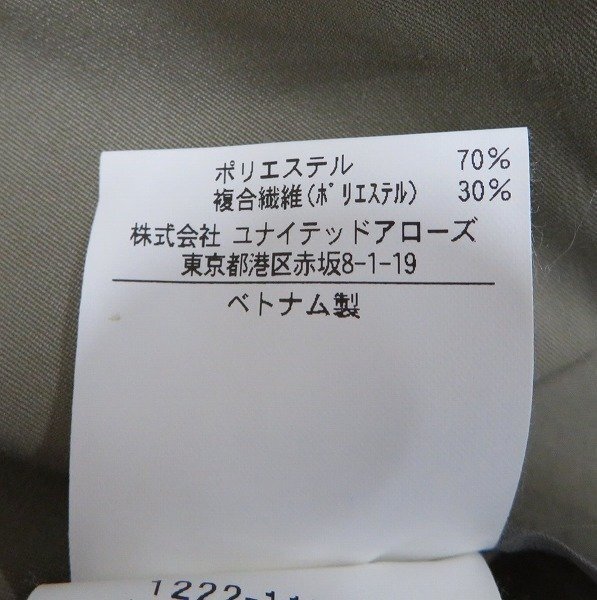 ポリエステル 70%
複合繊維(ポリエステル) 30%
株式会社 ユナイテッドアローズ
東京都港区赤坂8-1-19
ベトナム製